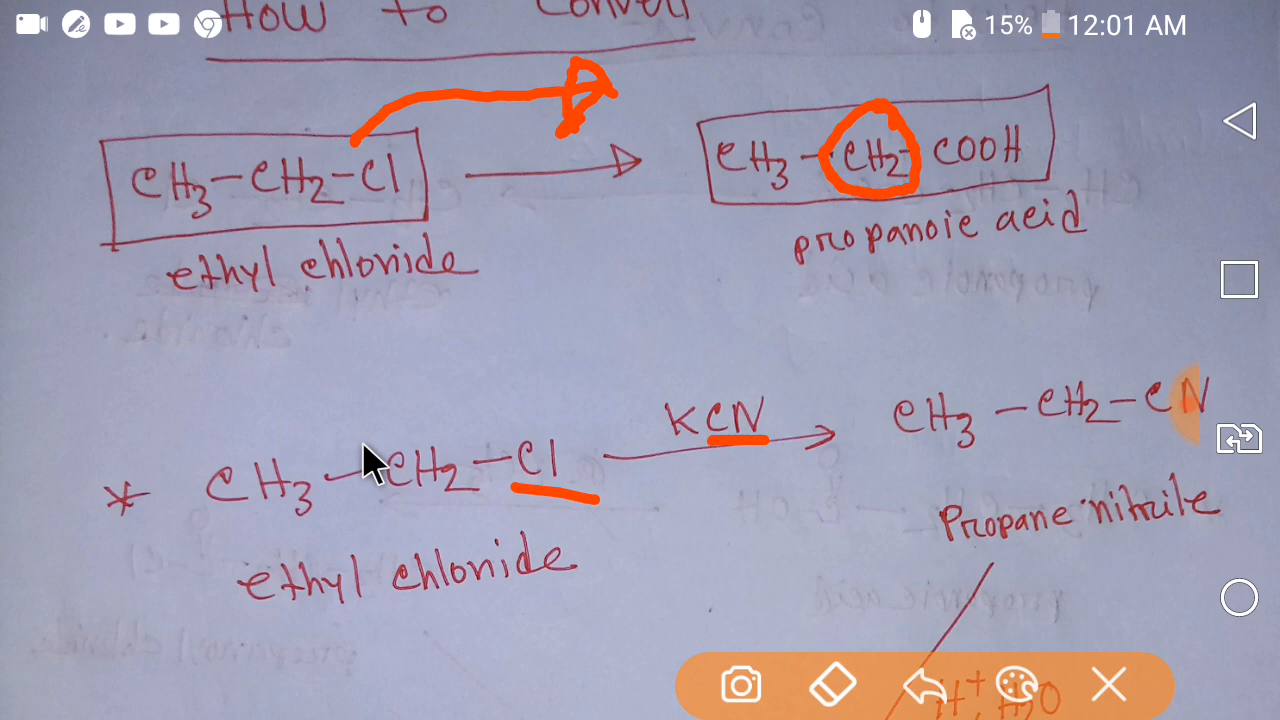 15% 12:01 AM
How to Convert
CH3-CH2-Cl
CH3-CH2-COOH
ethyl chloride
propanoic acid
KCN
* CH3-CH2-Cl
CH3-CH2-CN
ethyl chloride
Propane nitrile
H+, H2O